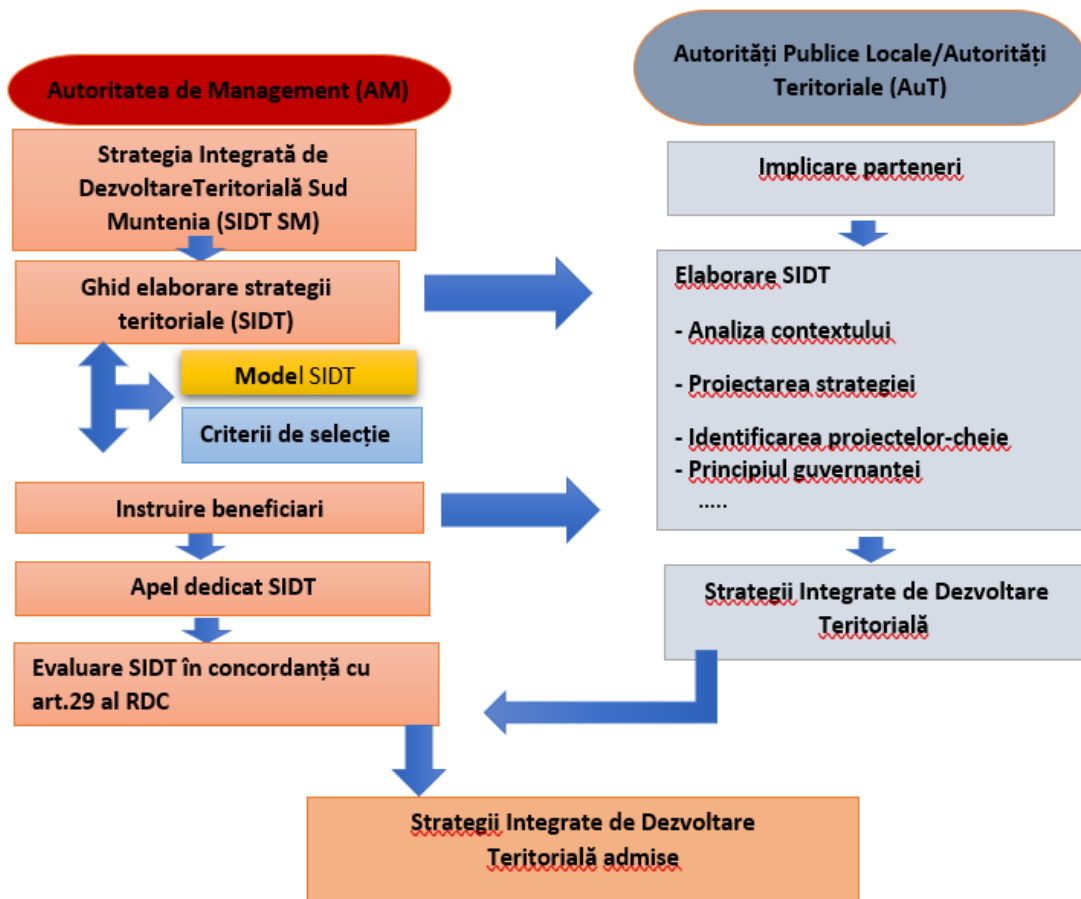 Autoritatea de Management (AM)
Strategia Integrată de
DezvoltareTeritorială Sud
Muntenia (SIDT SM)
Ghid elaborare strategii
teritoriale (SIDT)
Model SIDT
Criterii de selecție
Instruire beneficiari
Apel dedicat SIDT
Evaluare SIDT în concordanță cu
art.29 al RDC
Autorități Publice Locale/Autorități
Teritoriale (AuT)
Implicare parteneri
Elaborare SIDT
- Analiza contextului
- Proiectarea strategiei
- Identificarea proiectelor-cheie
- Principiul guvernanței
.....
Strategii Integrate de Dezvoltare
Teritorială
Strategii Integrate de Dezvoltare
Teritorială admise